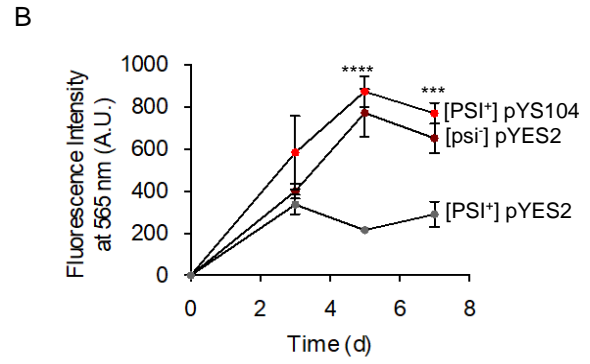 B
Fluorescence Intensity
at 565 nm (A.U.)
1000
800
600
400
200
0
****
***
[PSI⁺] pYS104
[psi⁻] pYES2
[PSI⁺] pYES2
0 2 4 6 8
Time (d)